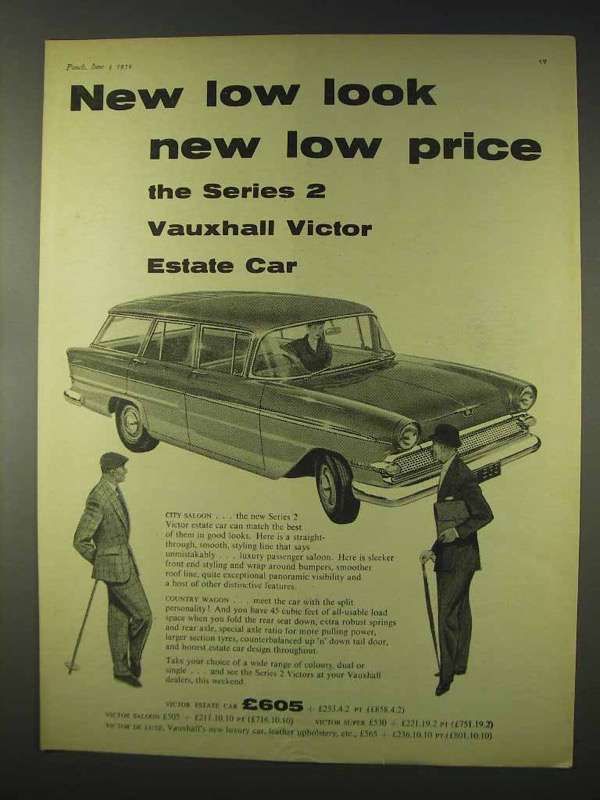 Punch, June 3 1959
New low look
new low price
the Series 2
Vauxhall Victor
Estate Car
CITY SALOON . . . the new Series 2
Victor estate car can match the best
of them in good looks. Here is a straight-
through, smooth, styling line that says
unmistakably . . . luxury passenger saloon. Here is sleeker
front end styling and wrap around bumpers, smoother
roof line, quite exceptional panoramic visibility and
a host of other distinctive features.
COUNTRY WAGON . . . meet the car with the split
personality! And you have 45 cubic feet of all-usable load
space when you fold the rear seat down, extra robust springs
and rear axle, special axle ratio for more pulling power,
larger section tyres, counterbalanced up 'n' down tail door,
and honest estate car design throughout.
Take your choice of a wide range of colours, dual or
single . . . and see the Series 2 Victors at your Vauxhall
dealers, this weekend.
VICTOR ESTATE CAR £605 + £253.4.2 PT (£858.4.2)
VICTOR SALOON £505 + £211.10.10 PT (£716.10.10) VICTOR SUPER £530 + £221.19.2 PT (£751.19.2)
VICTOR DE LUXE, Vauxhall's new luxury car, leather upholstery, etc., £565 + £236.10.10 PT (£801.10.10)